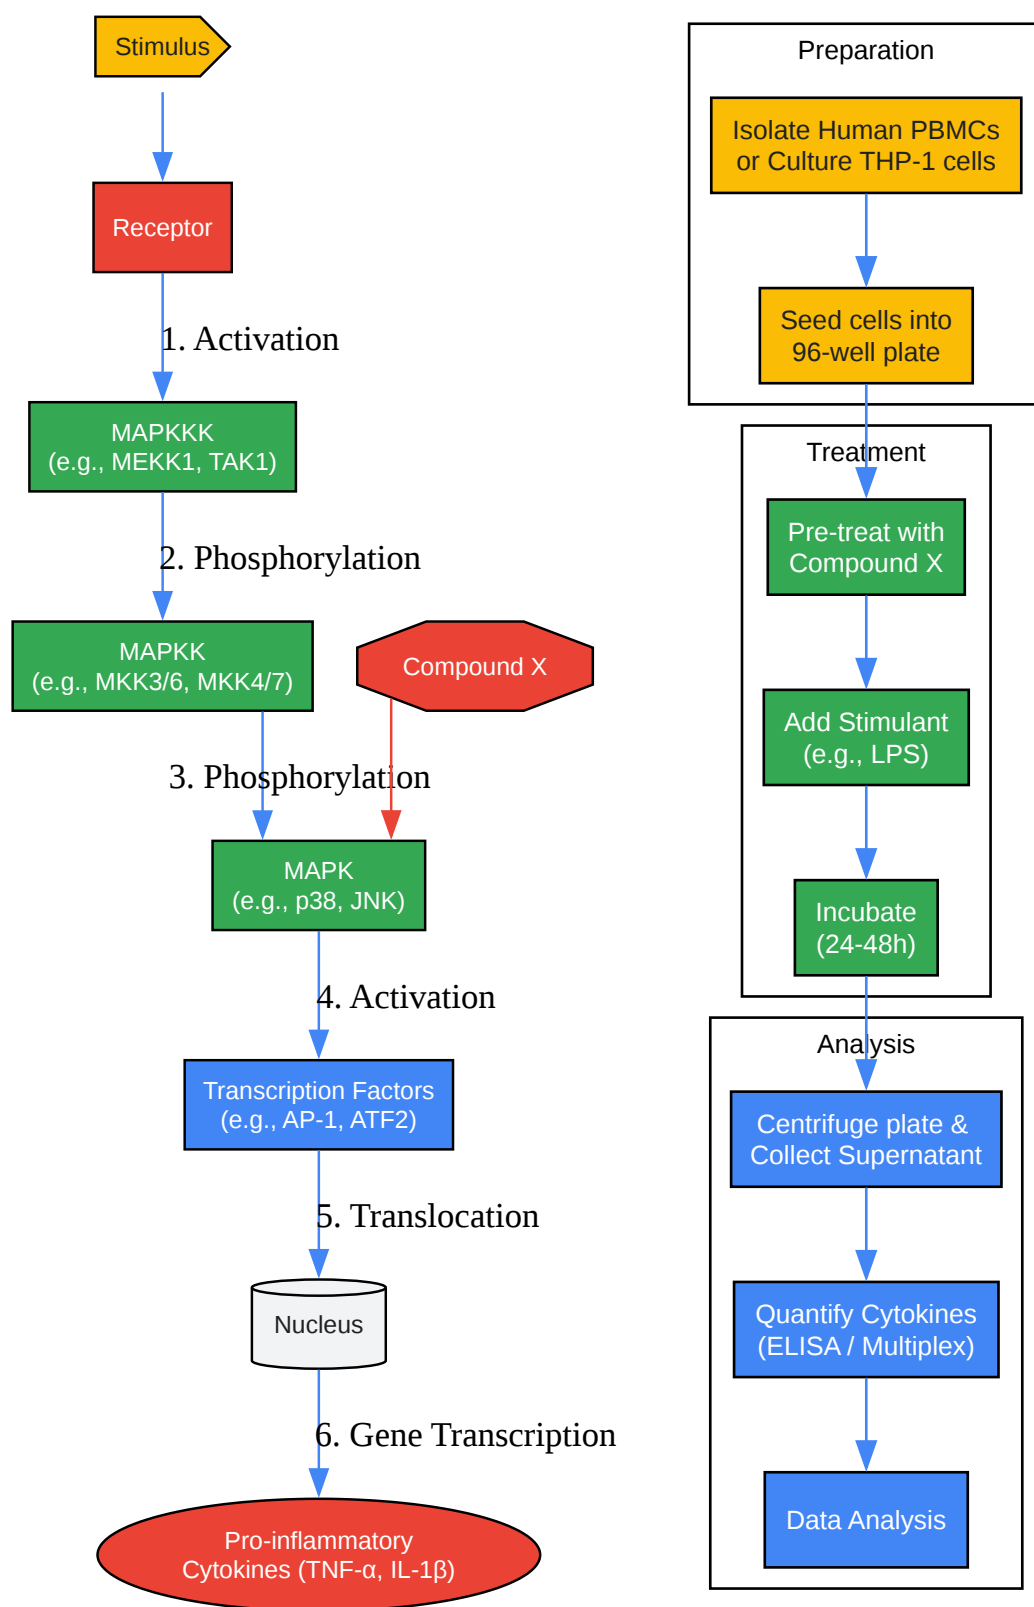 Stimulus
Receptor
1. Activation
MAPKKK
(e.g., MEKK1, TAK1)
2. Phosphorylation
MAPKK
(e.g., MKK3/6, MKK4/7)
Compound X
3. Phosphorylation
MAPK
(e.g., p38, JNK)
4. Activation
Transcription Factors
(e.g., AP-1, ATF2)
5. Translocation
Nucleus
6. Gene Transcription
Pro-inflammatory
Cytokines (TNF-α, IL-1β)
Preparation
Isolate Human PBMCs
or Culture THP-1 cells
Seed cells into
96-well plate
Treatment
Pre-treat with
Compound X
Add Stimulant
(e.g., LPS)
Incubate
(24-48h)
Analysis
Centrifuge plate &
Collect Supernatant
Quantify Cytokines
(ELISA / Multiplex)
Data Analysis